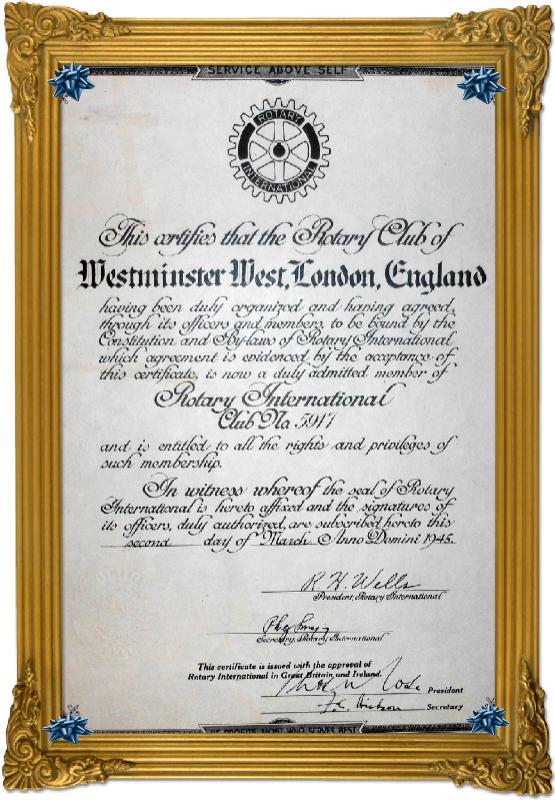 SERVICE ABOVE SELF
ROTARY
INTERNATIONAL
This certifies that the Rotary Club of
Westminster West, London, England
having been duly organized and having agreed,
through its officers and members, to be bound by the
Constitution and By-laws of Rotary International
which agreement is evidenced by the acceptance of
this certificate, is now a duly admitted member of
Rotary International
Club No. 5917
and is entitled to all the rights and privileges of
such membership.
In witness whereof the seal of Rotary
International is hereto affixed and the signatures of
its officers, duly authorized, are subscribed hereto this
second day of March Anno Domini 1945.
R H. Wells
President, Rotary International
Secretary, Rotary International
This certificate is issued with the approval of
Rotary International in Great Britain and Ireland.
President
Secretary
HE PROFITS MOST WHO SERVES BEST